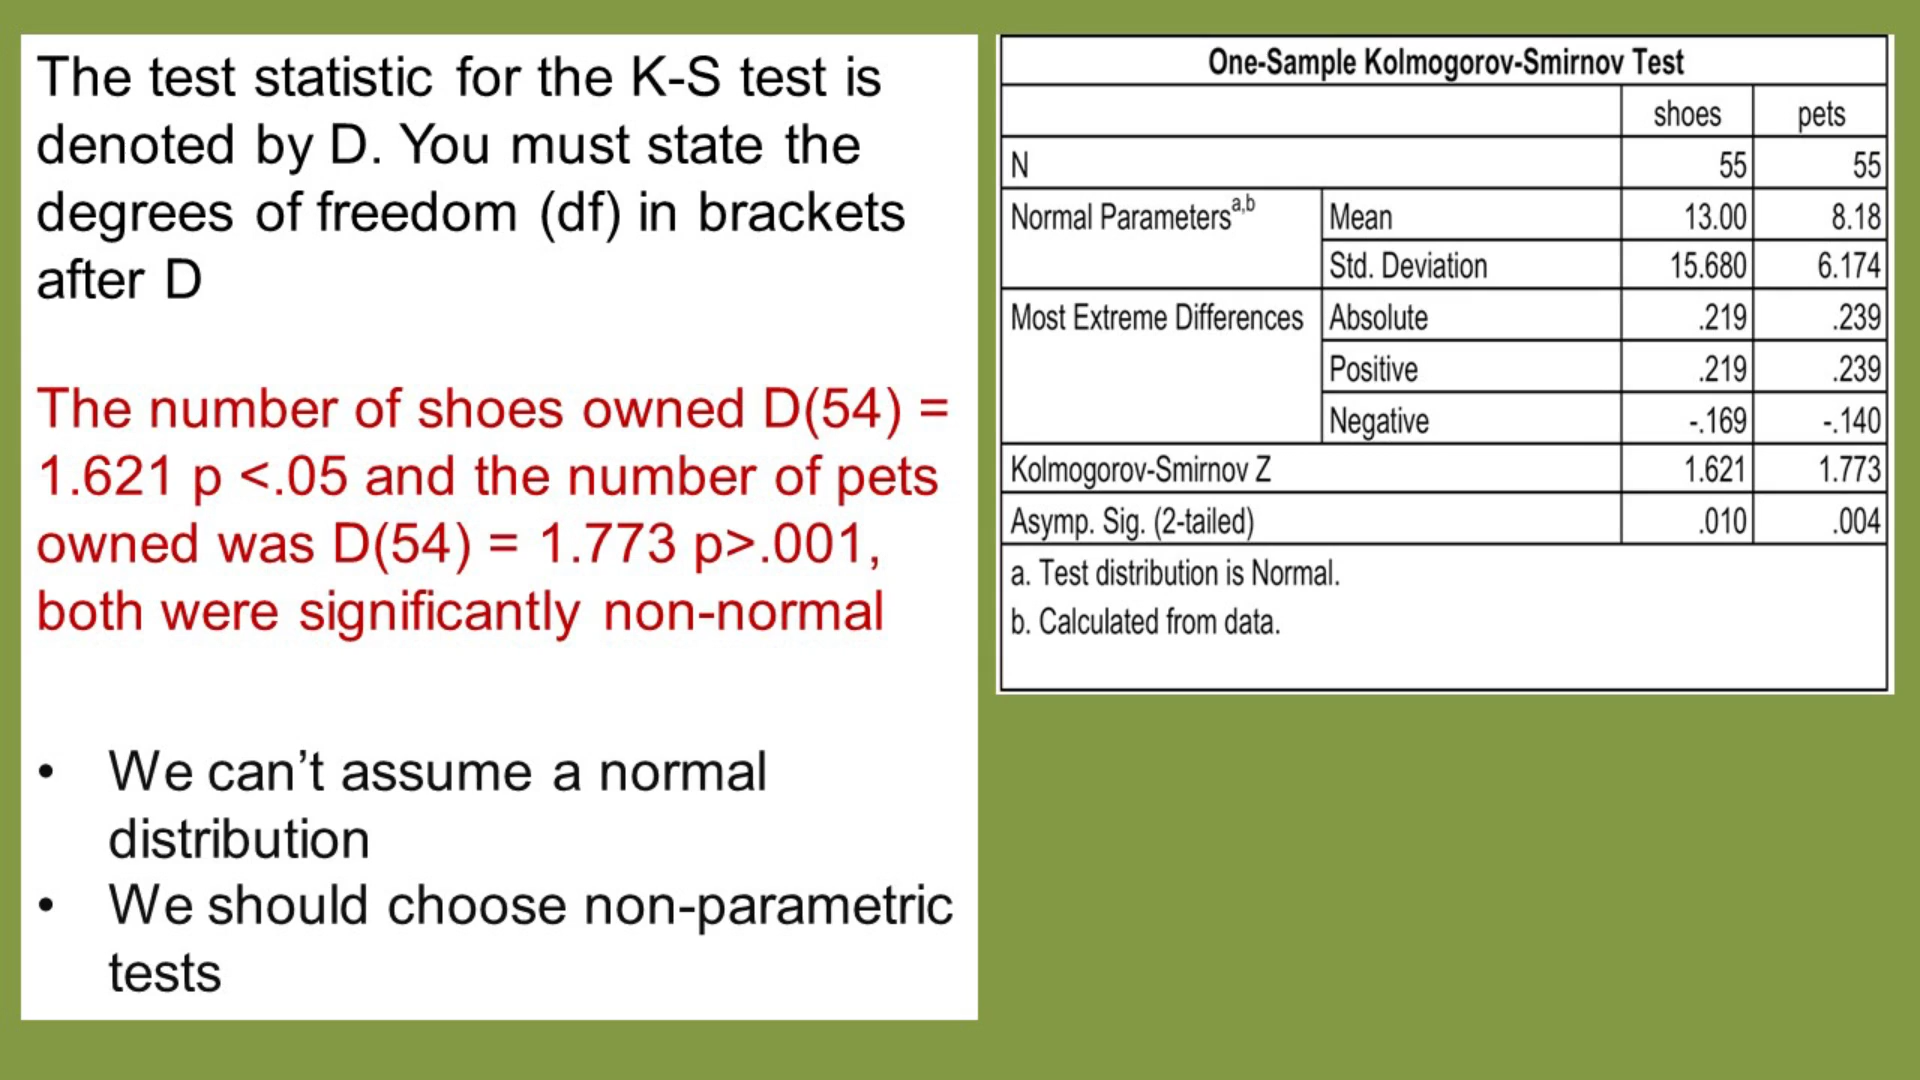 The test statistic for the K-S test is
denoted by D. You must state the
degrees of freedom (df) in brackets
after D
The number of shoes owned D(54) =
1.621 p <.05 and the number of pets
owned was D(54) = 1.773 p>.001,
both were significantly non-normal
• We can’t assume a normal
distribution
• We should choose non-parametric
tests
One-Sample Kolmogorov-Smirnov Test
shoes pets
N 55 55
Normal Parametersa,b Mean 13.00 8.18
Std. Deviation 15.680 6.174
Most Extreme Differences Absolute .219 .239
Positive .219 .239
Negative -.169 -.140
Kolmogorov-Smirnov Z 1.621 1.773
Asymp. Sig. (2-tailed) .010 .004
a. Test distribution is Normal.
b. Calculated from data.